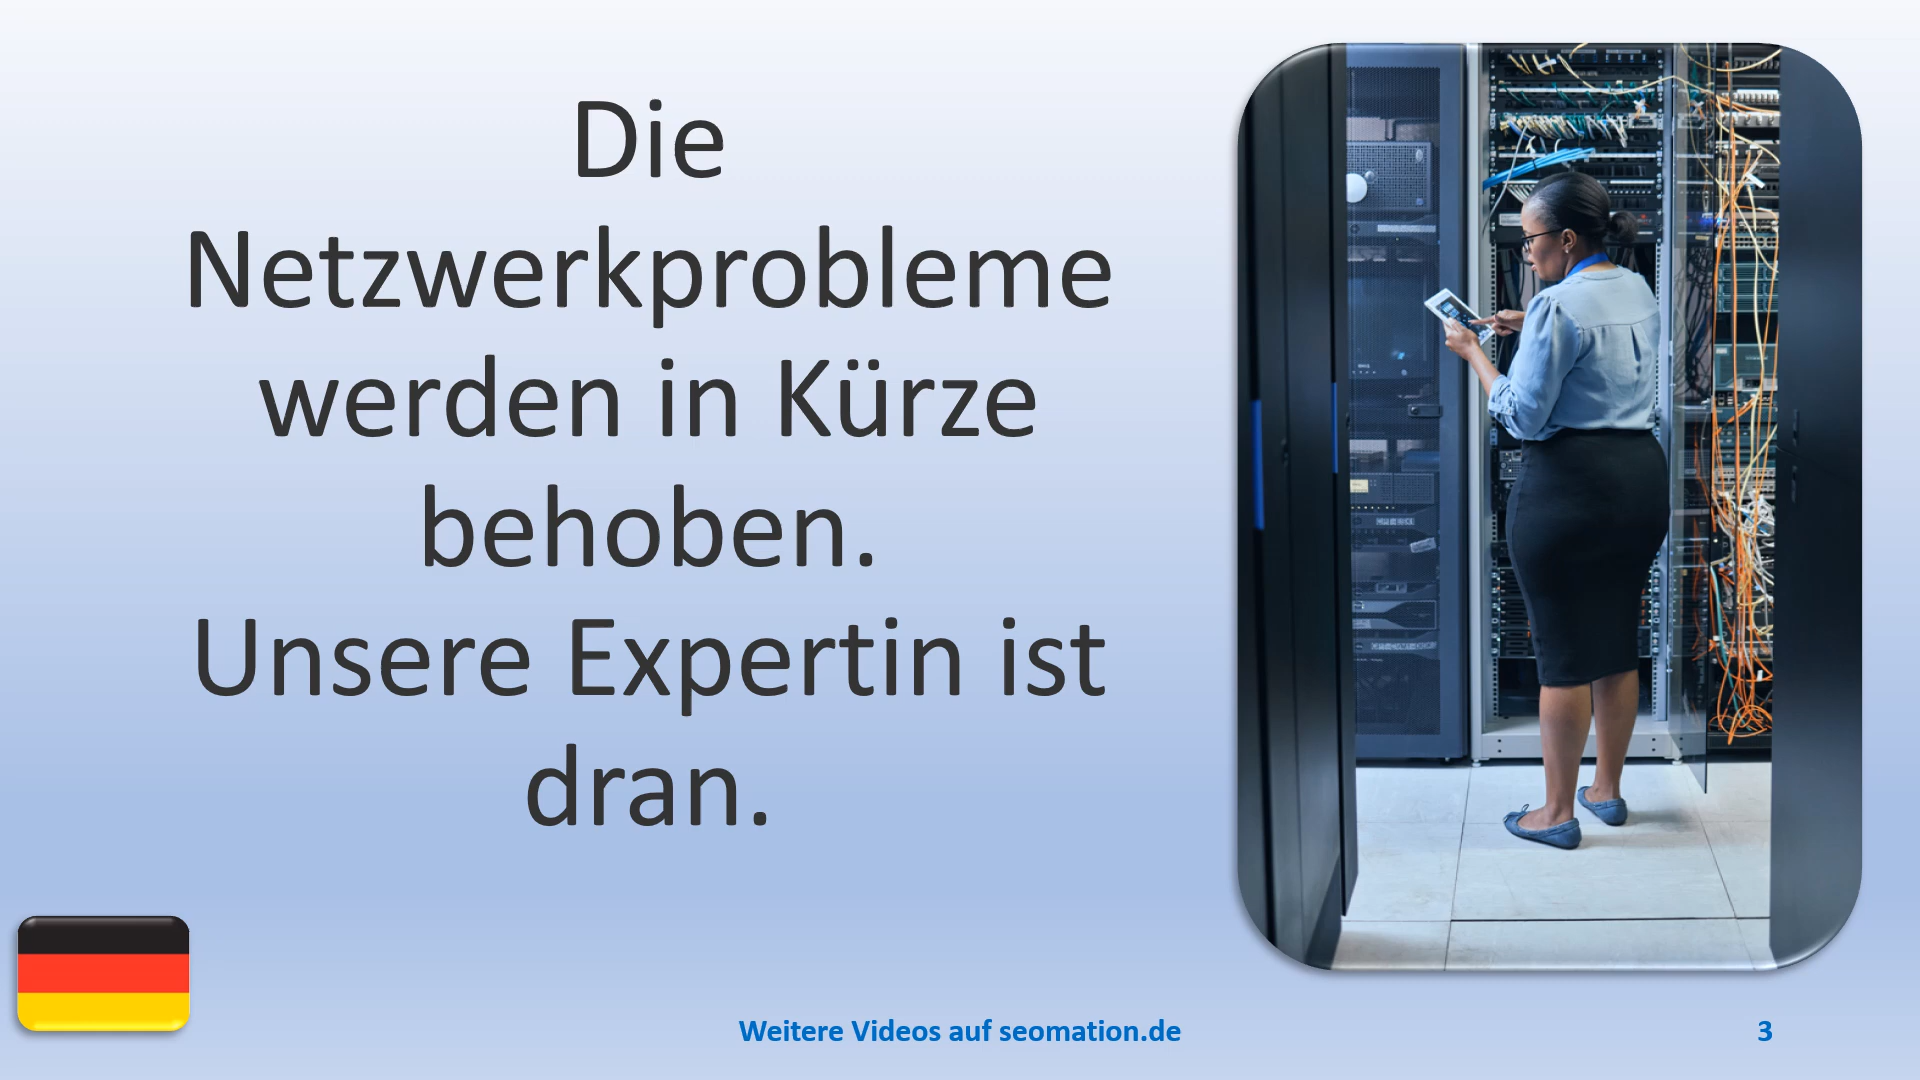 Die
Netzwerkprobleme
werden in Kürze
behoben.
Unsere Expertin ist
dran.
Weitere Videos auf seomation.de
3